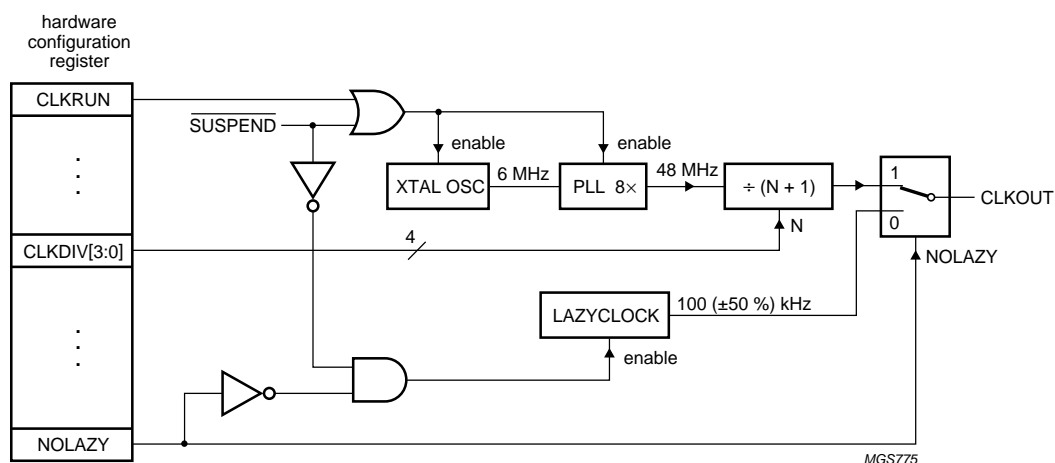 hardware
configuration
register
CLKRUN
SUSPEND
enable
enable
XTAL OSC
6 MHz
PLL 8×
48 MHz
÷ (N + 1)
1
0
CLKOUT
N
CLKDIV[3:0]
4
NOLAZY
LAZYCLOCK
100 (±50 %) kHz
enable
NOLAZY
MGS775